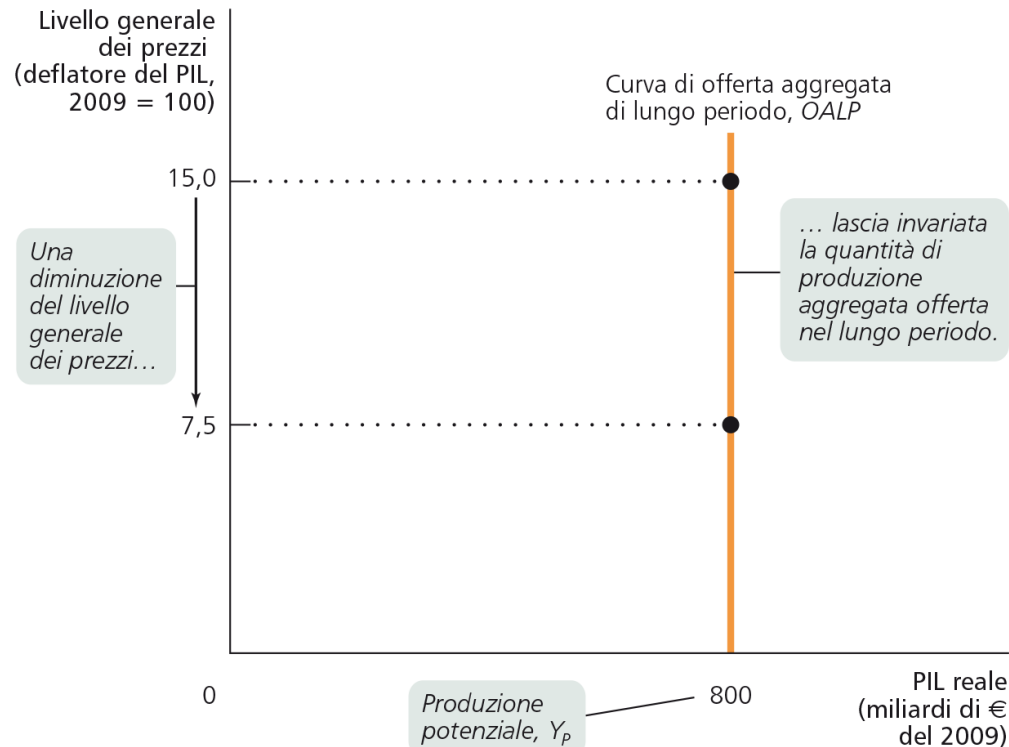 Livello generale
dei prezzi
(deflatore del PIL,
2009 = 100)
Curva di offerta aggregata
di lungo periodo, OALP
15,0
Una
diminuzione
del livello
generale
dei prezzi…
… lascia invariata
la quantità di
produzione
aggregata offerta
nel lungo periodo.
7,5
0
Produzione
potenziale, YP
800
PIL reale
(miliardi di €
del 2009)